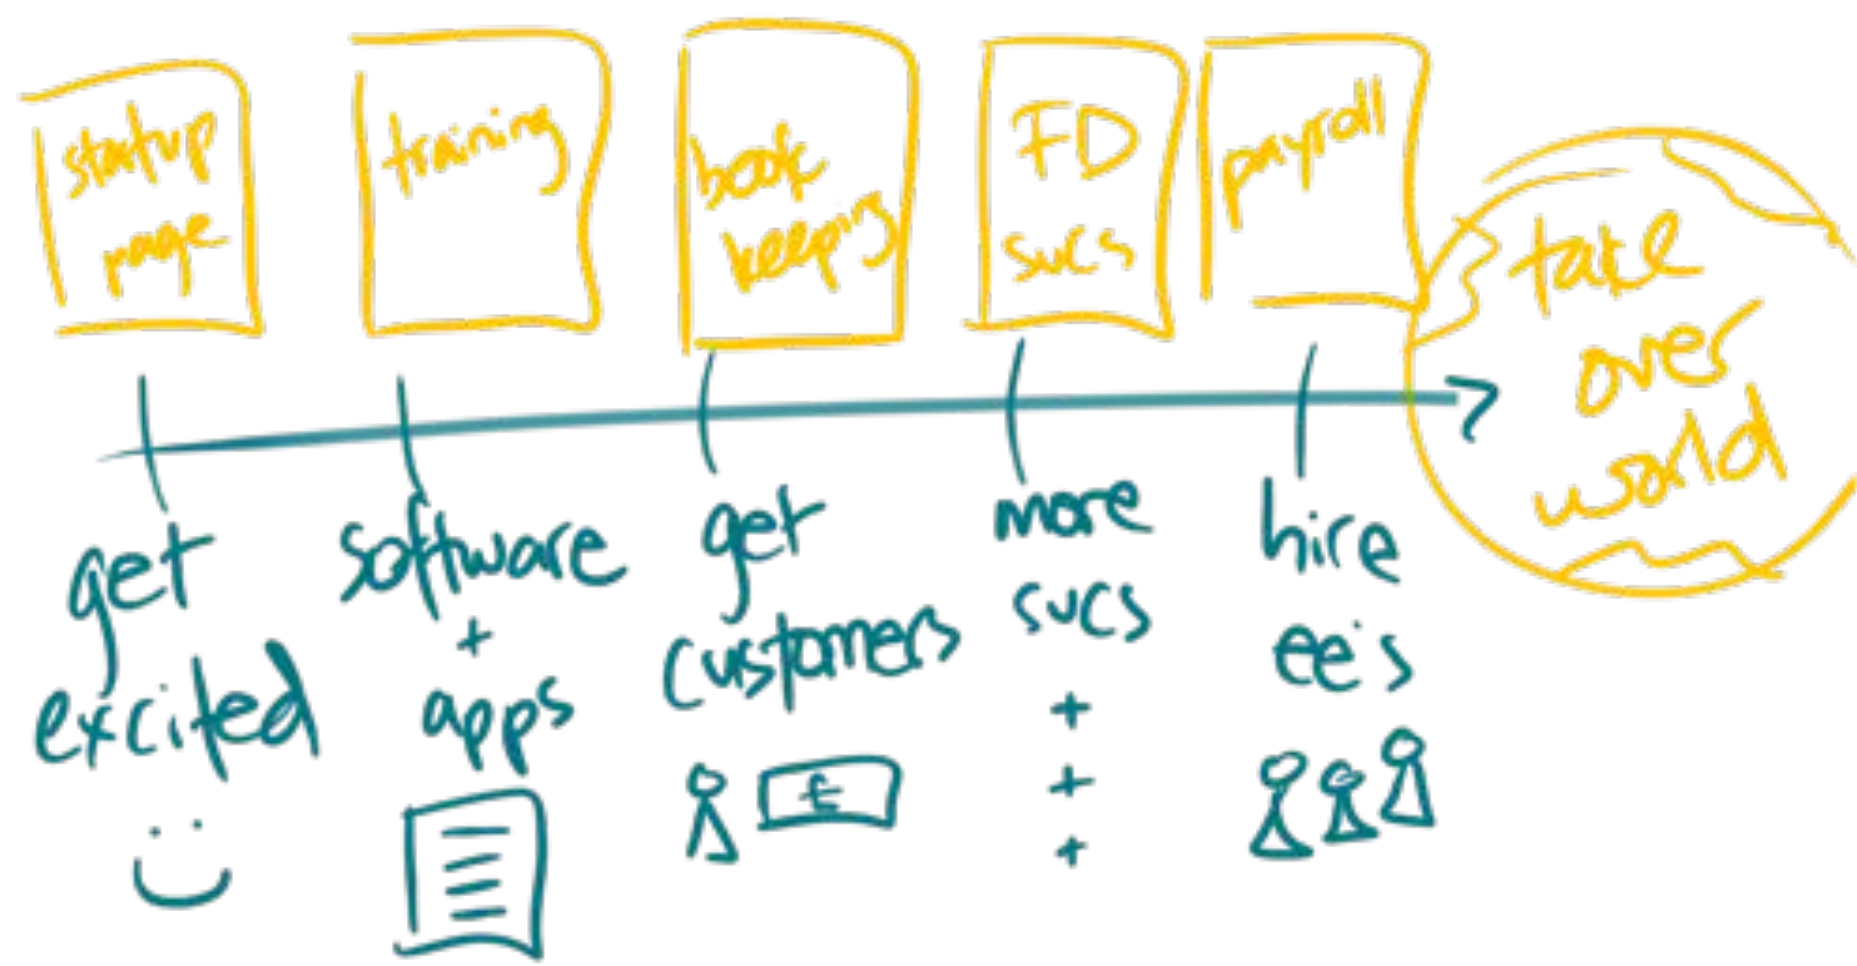 startup
page
training
book
keeping
FD
svcs
payroll
take
over
world
get
excited
software
+
apps
get
customers
£
more
svcs
+
+
+
hire
ee's